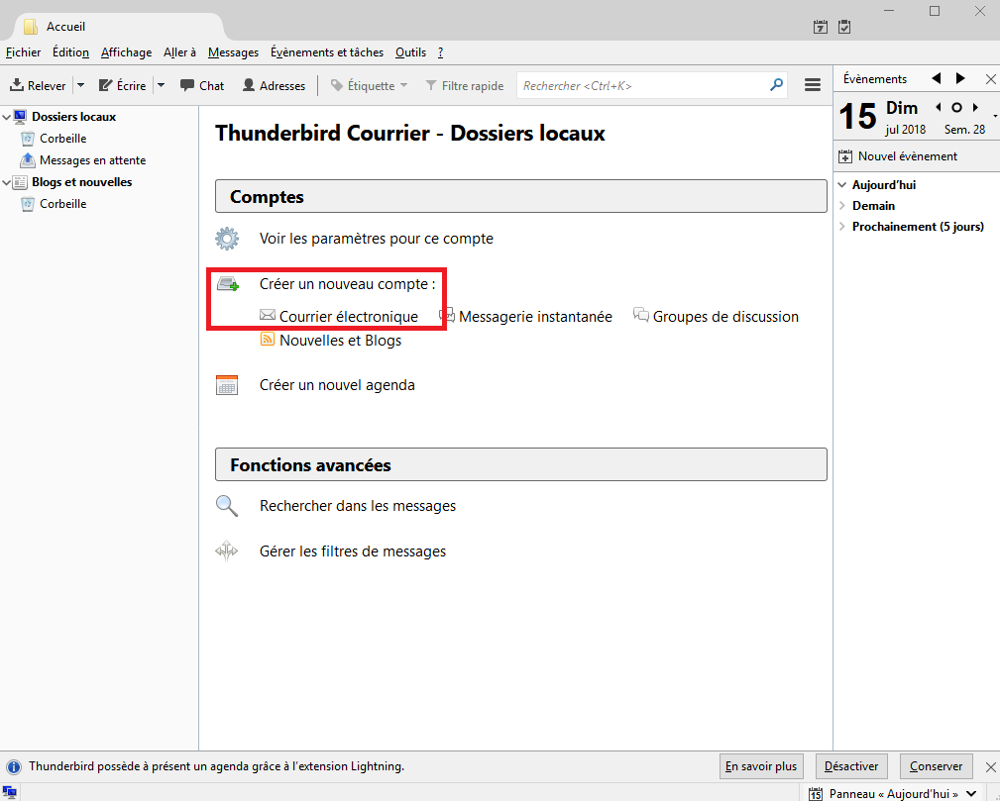 Accueil
Fichier Édition Affichage Aller à Messages Évènements et tâches Outils ?
Relever Écrire Chat Adresses Étiquette Filtre rapide Rechercher <Ctrl+K>
Dossiers locaux
Corbeille
Messages en attente
Blogs et nouvelles
Corbeille
Thunderbird Courrier - Dossiers locaux
Comptes
Voir les paramètres pour ce compte
Créer un nouveau compte :
Courrier électronique Messagerie instantanée Groupes de discussion
Nouvelles et Blogs
Créer un nouvel agenda
Fonctions avancées
Rechercher dans les messages
Gérer les filtres de messages
Évènements
15 Dim
jul 2018 Sem. 28
Nouvel évènement
Aujourd'hui
Demain
Prochainement (5 jours)
Thunderbird possède à présent un agenda grâce à l'extension Lightning. En savoir plus Désactiver Conserver
15 Panneau « Aujourd'hui »